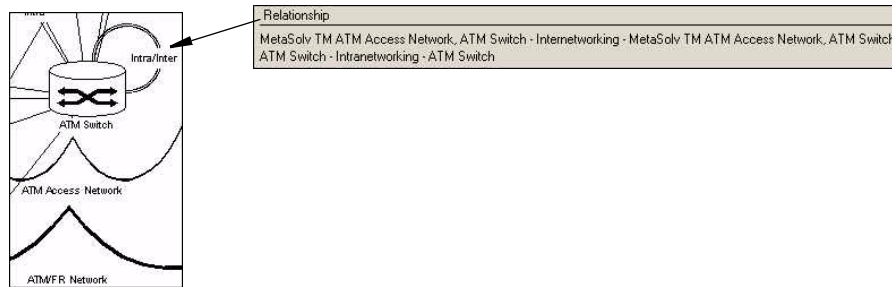 Intra
Relationship
MetaSolv TM ATM Access Network, ATM Switch - Internetworking - MetaSolv TM ATM Access Network, ATM Switch
ATM Switch - Intranetworking - ATM Switch
Intra/Inter
ATM Switch
ATM Access Network
ATM/FR Network